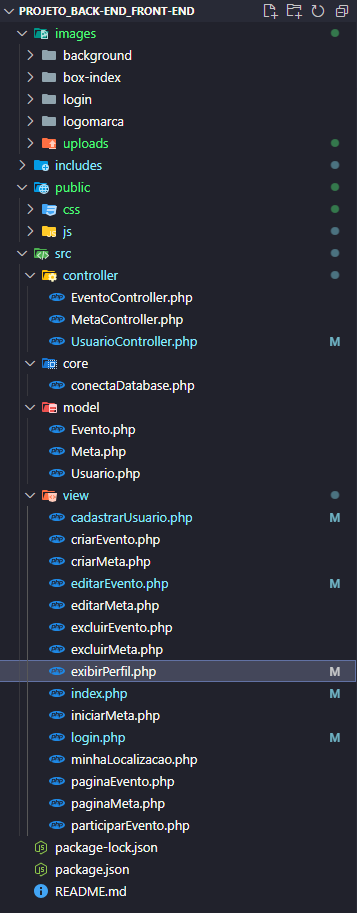 PROJETO_BACK-END_FRONT-END
images
background
box-index
login
logomarca
uploads
includes
public
css
js
src
controller
EventoController.php
MetaController.php
UsuarioController.php M
core
conectaDatabase.php
model
Evento.php
Meta.php
Usuario.php
view
cadastrarUsuario.php M
criarEvento.php
criarMeta.php
editarEvento.php M
editarMeta.php
excluirEvento.php
excluirMeta.php
exibirPerfil.php M
index.php M
iniciarMeta.php
login.php M
minhaLocalizacao.php
paginaEvento.php
paginaMeta.php
participarEvento.php
package-lock.json
package.json
README.md